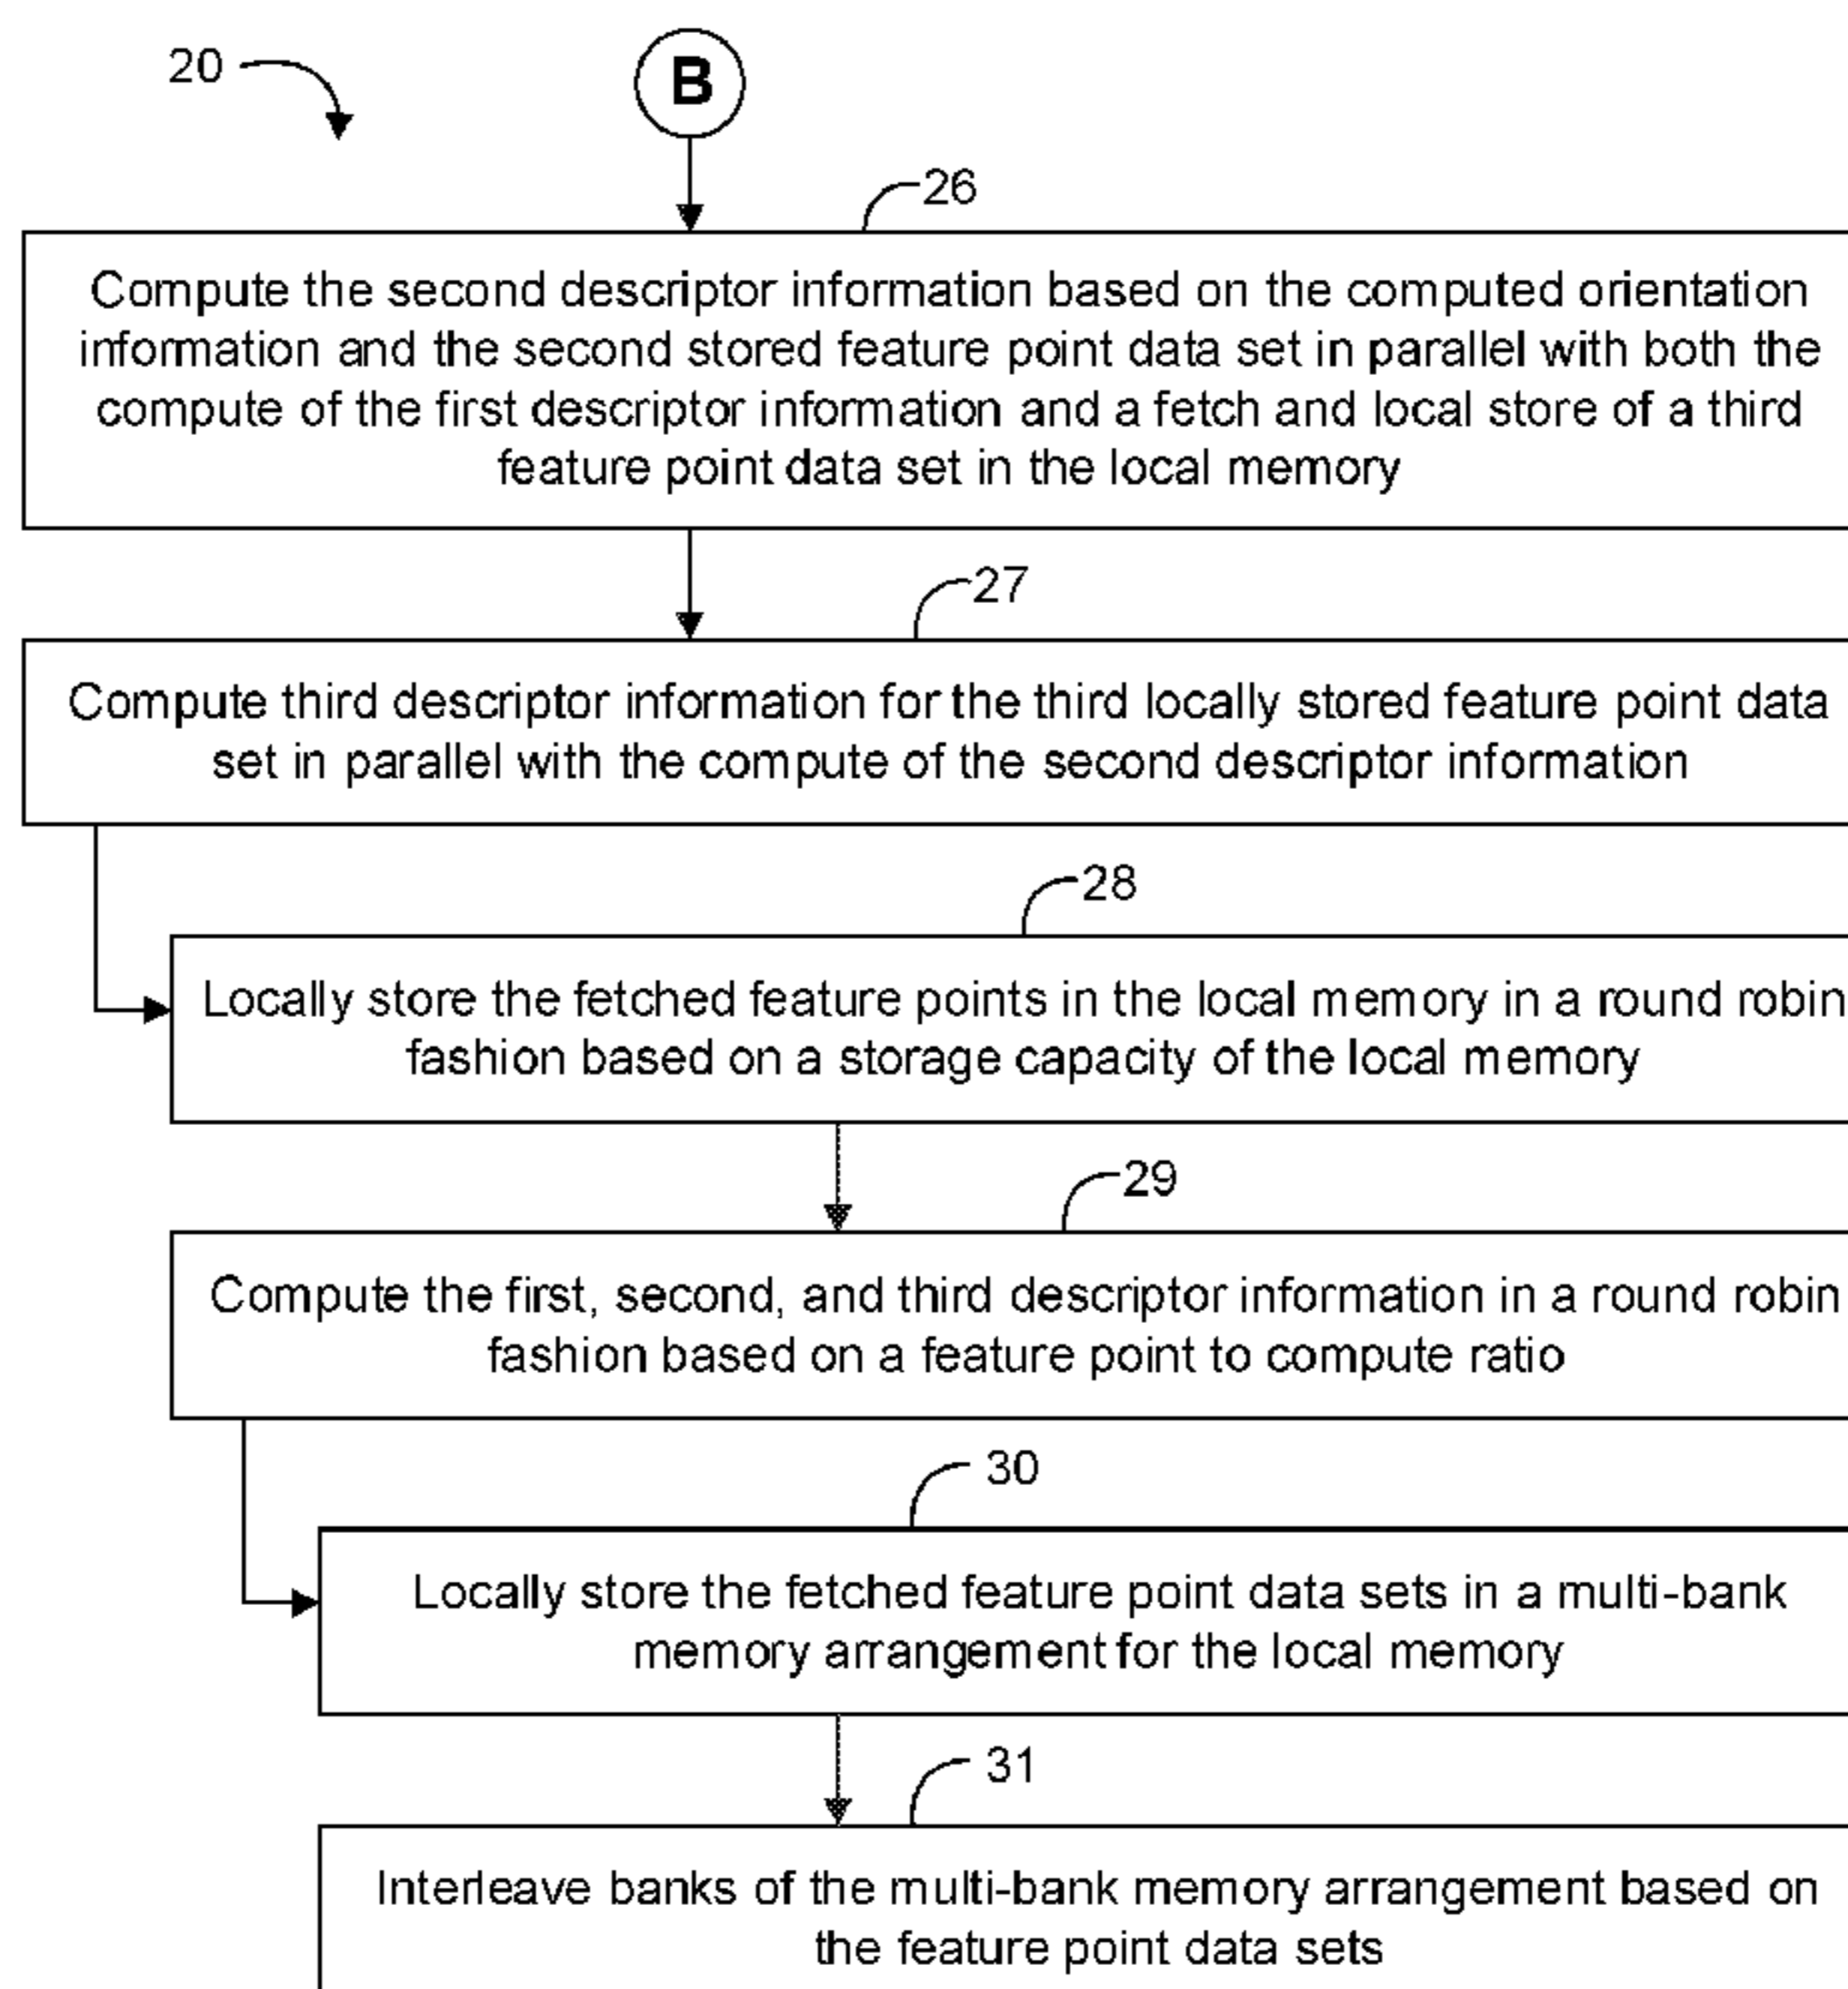 20
B
26
Compute the second descriptor information based on the computed orientation
information and the second stored feature point data set in parallel with both the
compute of the first descriptor information and a fetch and local store of a third
feature point data set in the local memory
27
Compute third descriptor information for the third locally stored feature point data
set in parallel with the compute of the second descriptor information
28
Locally store the fetched feature points in the local memory in a round robin
fashion based on a storage capacity of the local memory
29
Compute the first, second, and third descriptor information in a round robin
fashion based on a feature point to compute ratio
30
Locally store the fetched feature point data sets in a multi-bank
memory arrangement for the local memory
31
Interleave banks of the multi-bank memory arrangement based on
the feature point data sets